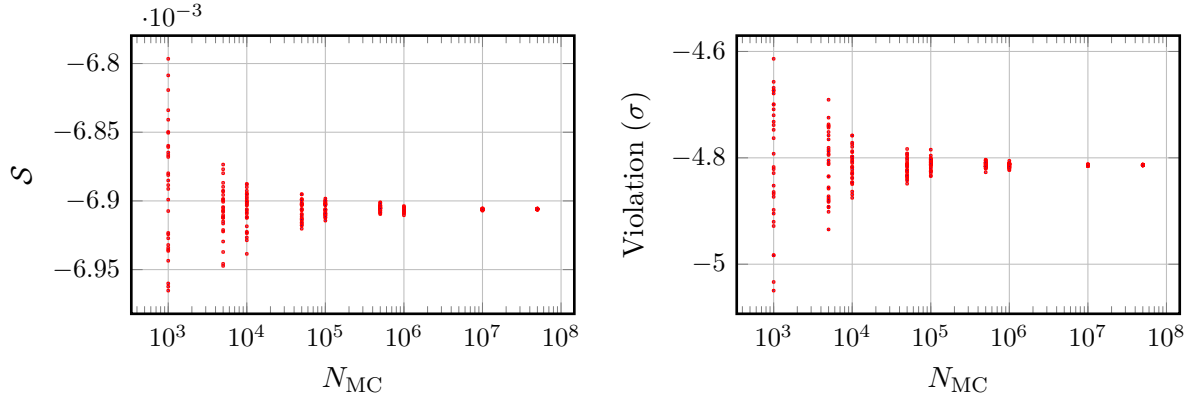 ·10⁻³
−6.8
−6.85
−6.9
−6.95
𝒮
10³ 10⁴ 10⁵ 10⁶ 10⁷ 10⁸
N_MC
−4.6
−4.8
−5
Violation (σ)
10³ 10⁴ 10⁵ 10⁶ 10⁷ 10⁸
N_MC